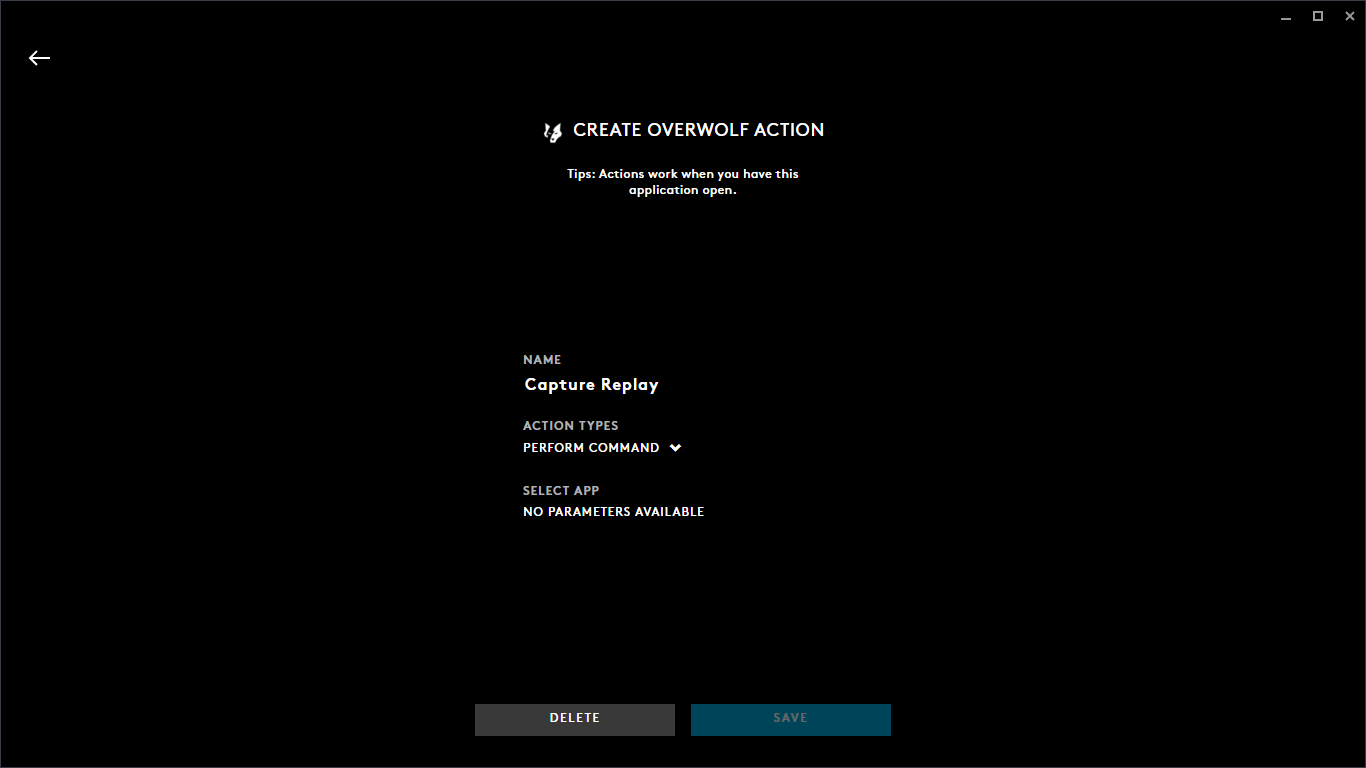 CREATE OVERWOLF ACTION
Tips: Actions work when you have this
application open.
NAME
Capture Replay
ACTION TYPES
PERFORM COMMAND
SELECT APP
NO PARAMETERS AVAILABLE
DELETE
SAVE